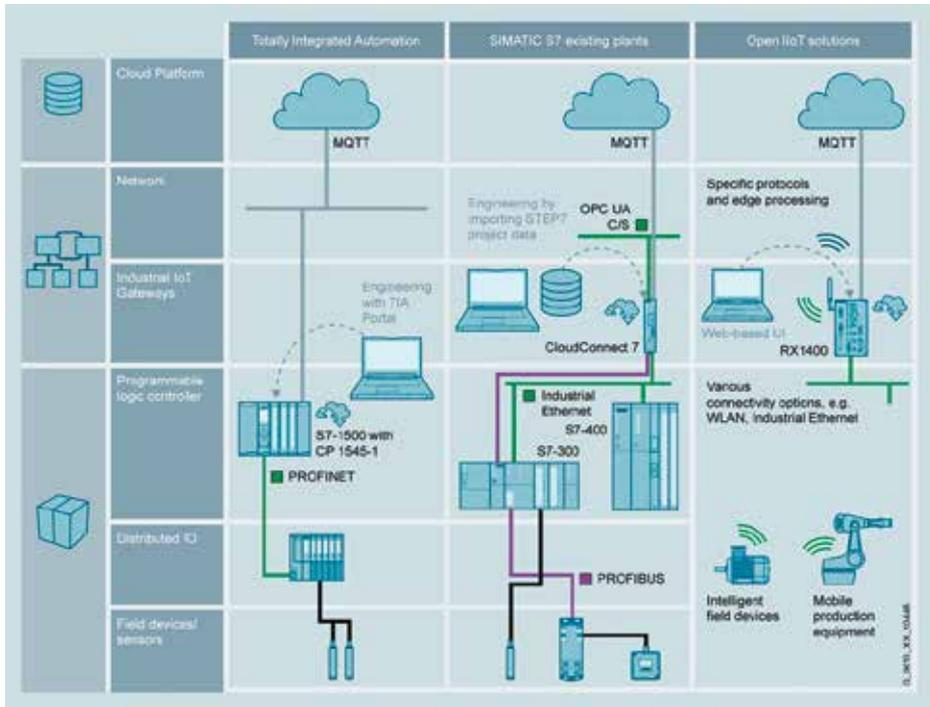 Totally Integrated Automation
SIMATIC S7 existing plants
Open IIoT solutions
Cloud Platform
MQTT
MQTT
MQTT
Network
Engineering by
importing STEP7
project data
OPC UA
C/S
Specific protocols
and edge processing
Industrial IoT
Gateways
Engineering
with TIA
Portal
CloudConnect 7
Web-based UI
RX1400
Programmable
logic controller
S7-1500 with
CP 1545-1
PROFINET
Industrial
Ethernet
S7-400
S7-300
Various
connectivity options, e.g.
WLAN, Industrial Ethernet
Distributed IO
PROFIBUS
Intelligent
field devices
Mobile
production
equipment
Field devices/
sensors